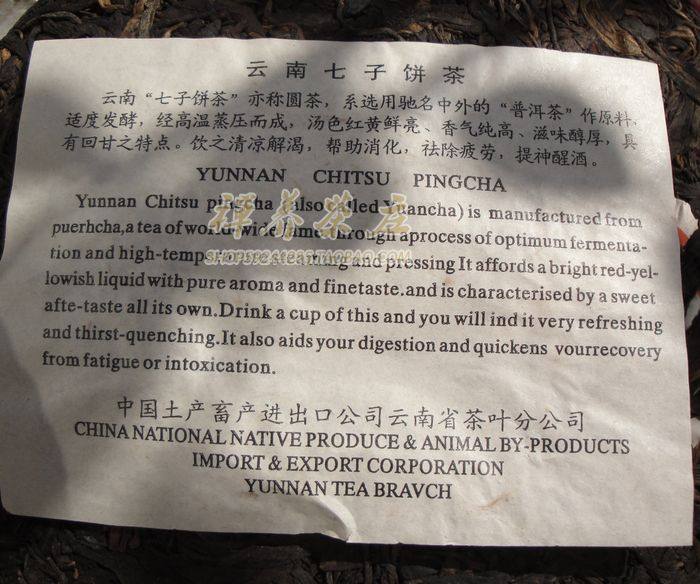 云南七子饼茶
云南“七子饼茶”亦称圆茶，系选用驰名中外的“普洱茶”作原料，
适度发酵，经高温蒸压而成，汤色红黄鲜亮、香气纯高、滋味醇厚，具
有回甘之特点。饮之清凉解渴，帮助消化，祛除疲劳，提神醒酒。
YUNNAN CHITSU PINGCHA
Yunnan Chitsu pingcha (also called Yuancha) is manufactured from
puerhcha,a tea of world-wide fame through aprocess of optimum fermenta-
tion and high-temp steaming and pressing It affords a bright red-yel-
lowish liquid with pure aroma and finetaste.and is characterised by a sweet
afte-taste all its own.Drink a cup of this and you will ind it very refreshing
and thirst-quenching.It also aids your digestion and quickens vourrecovery
from fatigue or intoxication.
中国土产畜产进出口公司云南省茶叶分公司
CHINA NATIONAL NATIVE PRODUCE & ANIMAL BY-PRODUCTS
IMPORT & EXPORT CORPORATION
YUNNAN TEA BRAVCH